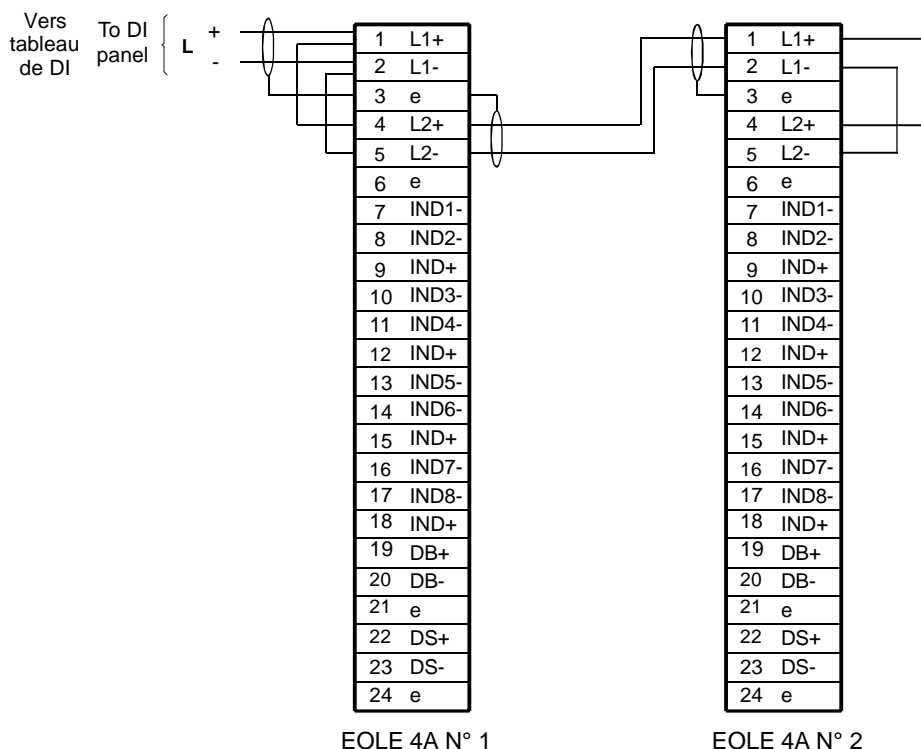 Vers
tableau
de DI
To DI
panel
L
+
-
1 L1+
2 L1-
3 e
4 L2+
5 L2-
6 e
7 IND1-
8 IND2-
9 IND+
10 IND3-
11 IND4-
12 IND+
13 IND5-
14 IND6-
15 IND+
16 IND7-
17 IND8-
18 IND+
19 DB+
20 DB-
21 e
22 DS+
23 DS-
24 e
EOLE 4A N° 1
1 L1+
2 L1-
3 e
4 L2+
5 L2-
6 e
7 IND1-
8 IND2-
9 IND+
10 IND3-
11 IND4-
12 IND+
13 IND5-
14 IND6-
15 IND+
16 IND7-
17 IND8-
18 IND+
19 DB+
20 DB-
21 e
22 DS+
23 DS-
24 e
EOLE 4A N° 2